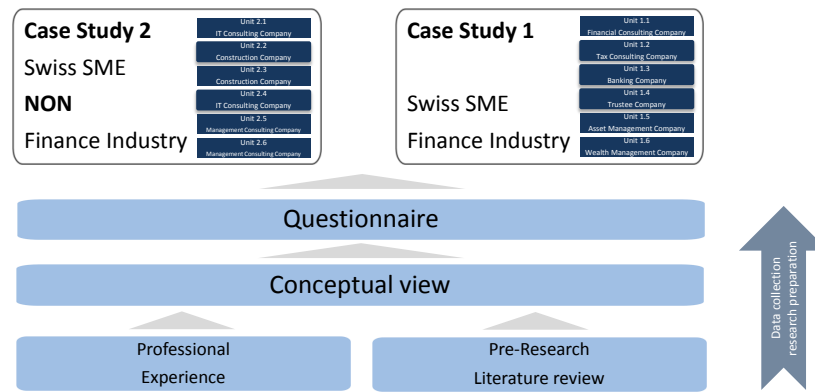 Case Study 2
Swiss SME
NON
Finance Industry
Unit 2.1
IT Consulting Company
Unit 2.2
Construction Company
Unit 2.3
Construction Company
Unit 2.4
IT Consulting Company
Unit 2.5
Management Consulting Company
Unit 2.6
Management Consulting Company
Case Study 1
Swiss SME
Finance Industry
Unit 1.1
Financial Consulting Company
Unit 1.2
Tax Consulting Company
Unit 1.3
Banking Company
Unit 1.4
Trustee Company
Unit 1.5
Asset Management Company
Unit 1.6
Wealth Management Company
Questionnaire
Conceptual view
Professional
Experience
Pre-Research
Literature review
Data collection
research preparation